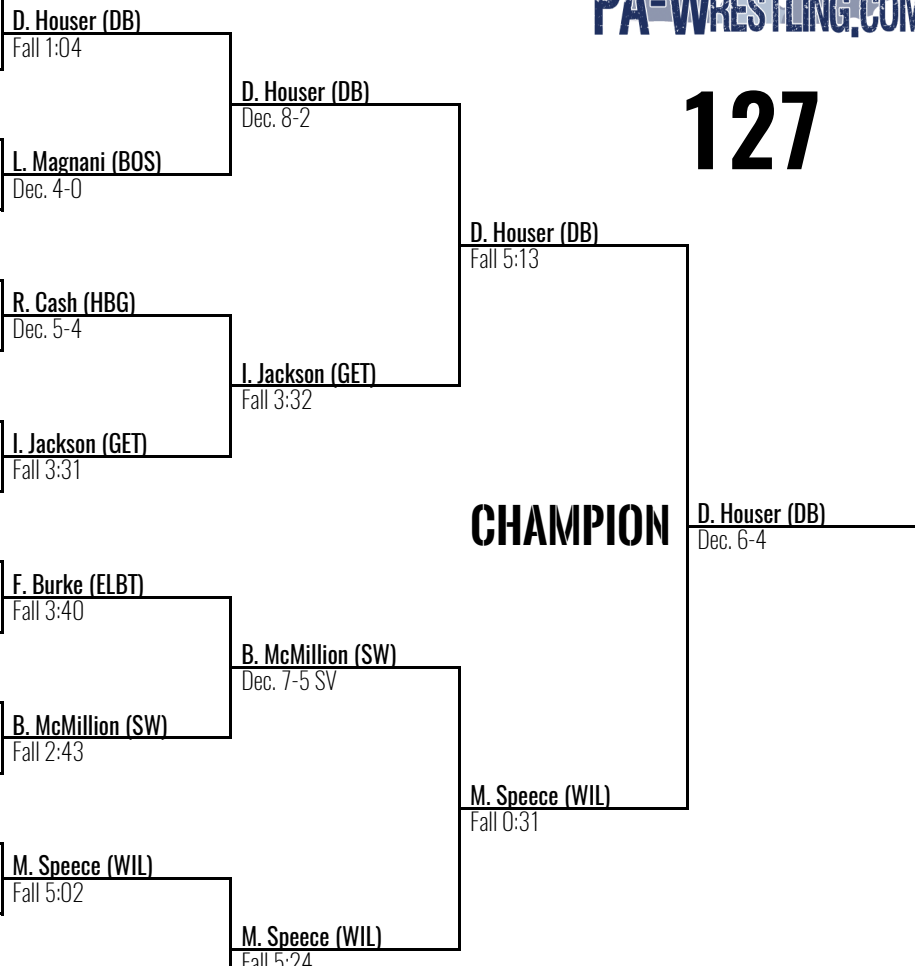 PA-WRESTLING.COM
127
D. Houser (DB)
Fall 1:04
D. Houser (DB)
Dec. 8-2
L. Magnani (BOS)
Dec. 4-0
D. Houser (DB)
Fall 5:13
R. Cash (HBG)
Dec. 5-4
I. Jackson (GET)
Fall 3:32
I. Jackson (GET)
Fall 3:31
CHAMPION
D. Houser (DB)
Dec. 6-4
F. Burke (ELBT)
Fall 3:40
B. McMillion (SW)
Dec. 7-5 SV
B. McMillion (SW)
Fall 2:43
M. Speece (WIL)
Fall 0:31
M. Speece (WIL)
Fall 5:02
M. Speece (WIL)
Fall 5:24